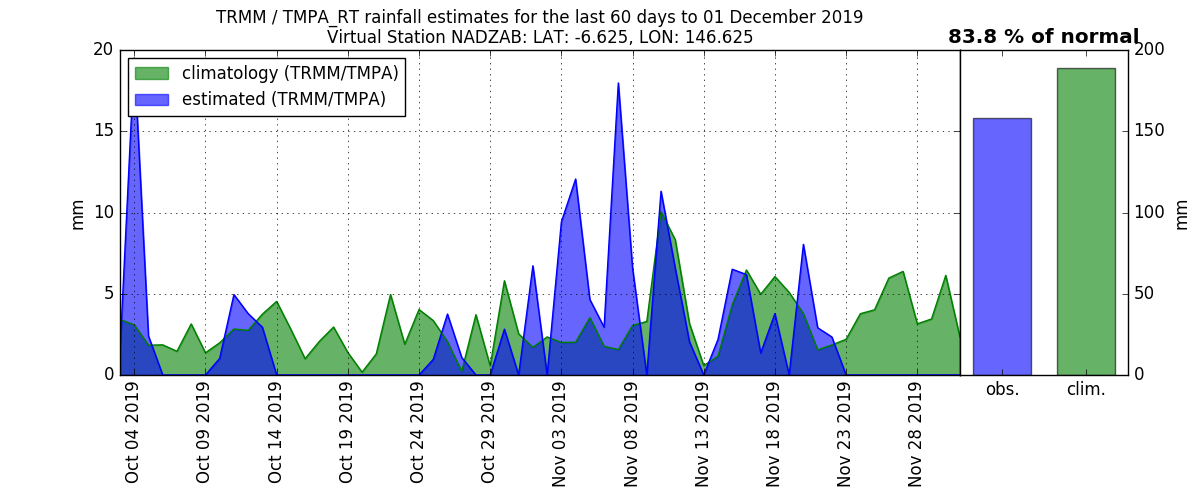 TRMM / TMPA_RT rainfall estimates for the last 60 days to 01 December 2019
Virtual Station NADZAB: LAT: -6.625, LON: 146.625
83.8 % of normal
climatology (TRMM/TMPA)
estimated (TRMM/TMPA)
20
15
10
5
0
mm
200
150
100
50
0
mm
obs.
clim.
Oct 04 2019
Oct 09 2019
Oct 14 2019
Oct 19 2019
Oct 24 2019
Oct 29 2019
Nov 03 2019
Nov 08 2019
Nov 13 2019
Nov 18 2019
Nov 23 2019
Nov 28 2019